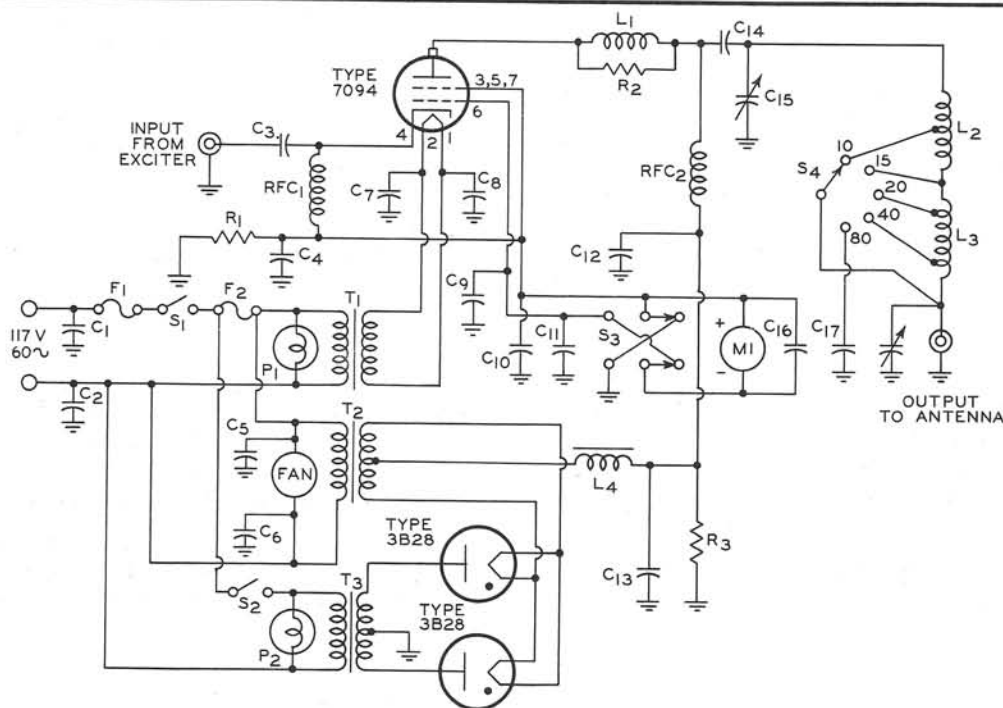 L1
C14
R2
TYPE
7094
3,5,7
6
4
2
1
C15
L2
INPUT
FROM
EXCITER
C3
RFC1
C7
C8
RFC2
S4
10
15
20
40
80
L3
R1
C4
C12
C9
F1
S1
F2
T1
C1
117 V
60~
P1
C10
C11
S3
+
M1
-
C16
C17
C2
OUTPUT
TO ANTENNA
T2
C5
FAN
L4
C6
TYPE
3B28
R3
C13
T3
S2
TYPE
3B28
P2